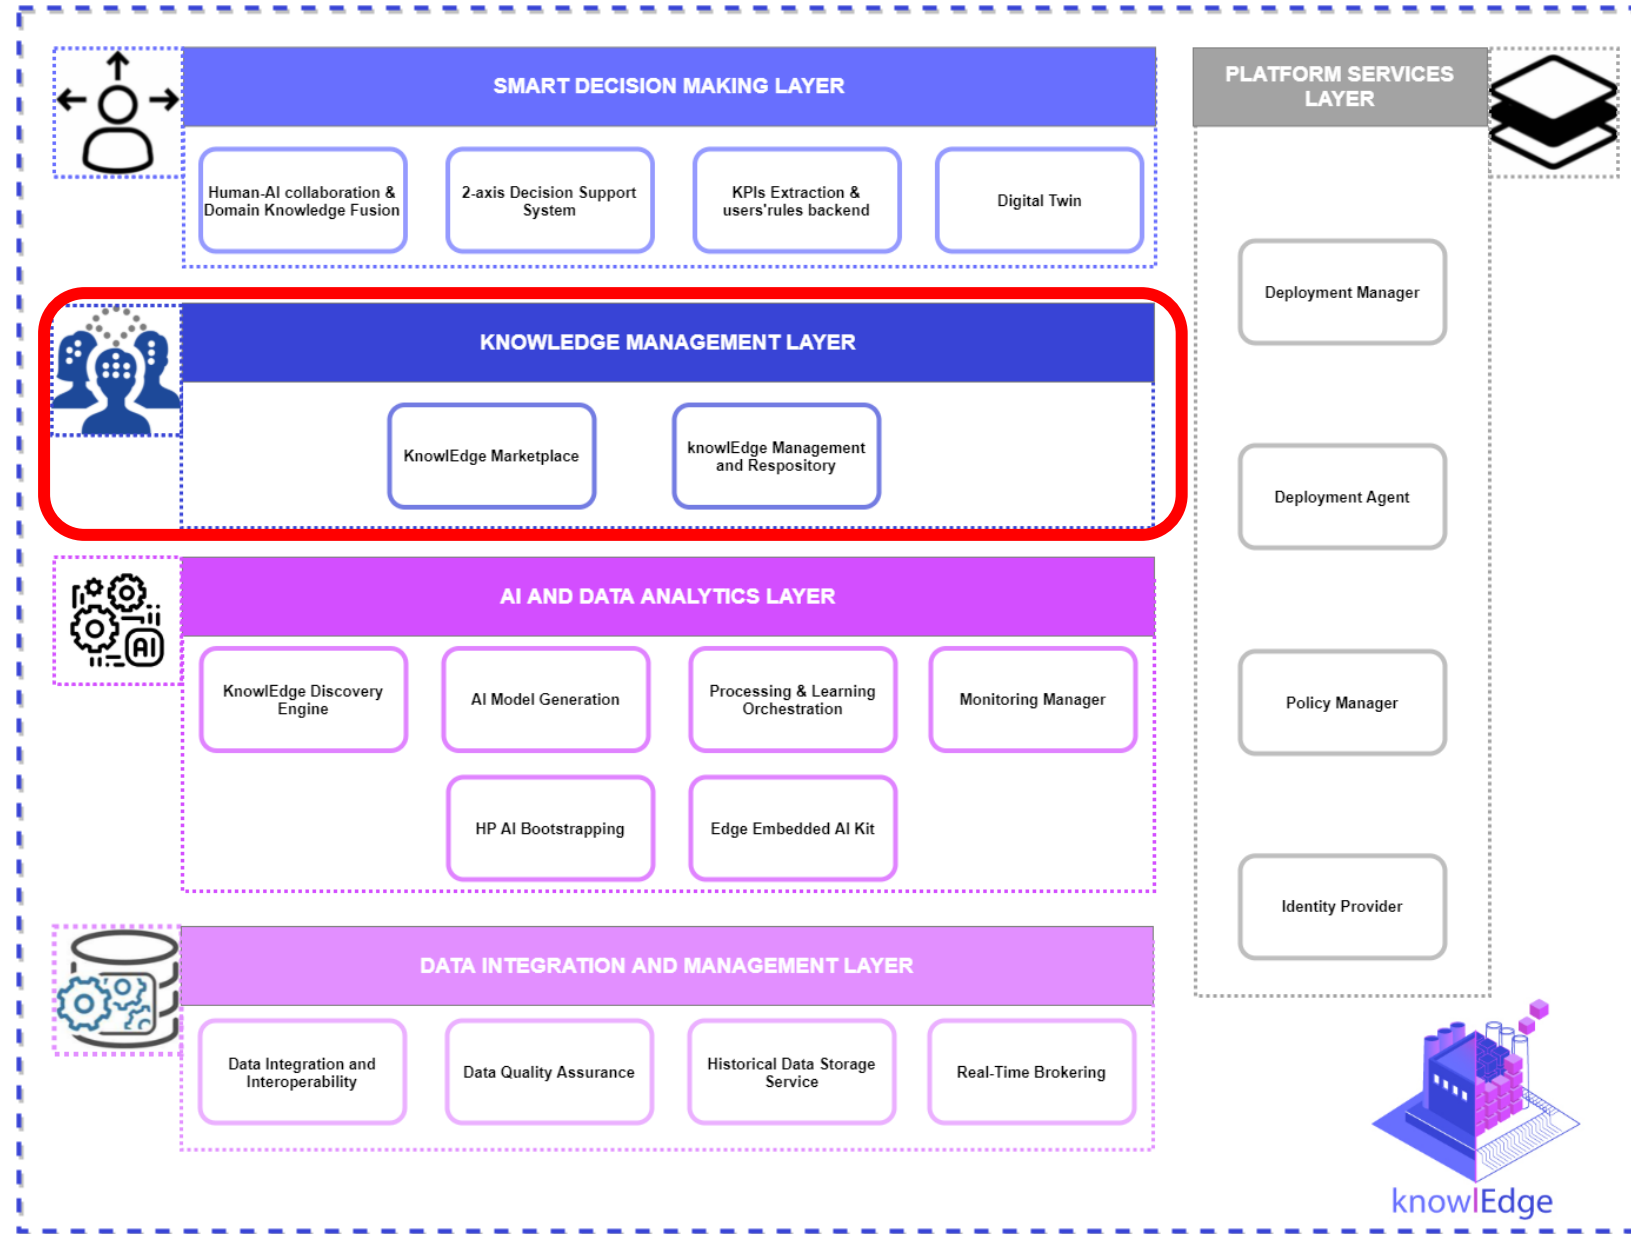 SMART DECISION MAKING LAYER
Human-AI collaboration &
Domain Knowledge Fusion
2-axis Decision Support
System
KPIs Extraction &
users'rules backend
Digital Twin
KNOWLEDGE MANAGEMENT LAYER
KnowlEdge Marketplace
knowlEdge Management
and Respository
AI AND DATA ANALYTICS LAYER
AI
KnowlEdge Discovery
Engine
AI Model Generation
Processing & Learning
Orchestration
Monitoring Manager
HP AI Bootstrapping
Edge Embedded AI Kit
DATA INTEGRATION AND MANAGEMENT LAYER
Data Integration and
Interoperability
Data Quality Assurance
Historical Data Storage
Service
Real-Time Brokering
PLATFORM SERVICES
LAYER
Deployment Manager
Deployment Agent
Policy Manager
Identity Provider
knowlEdge